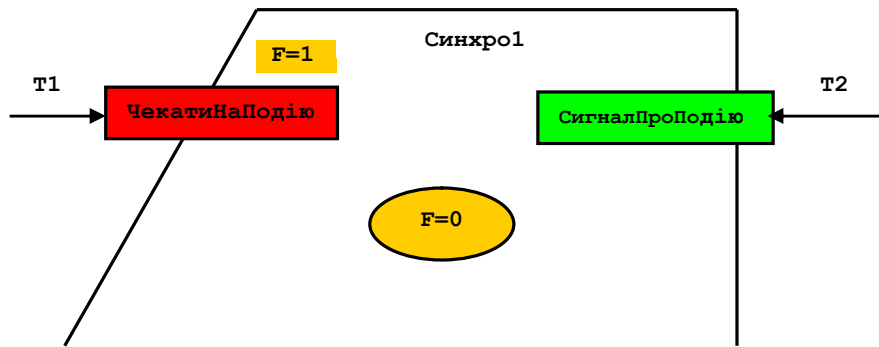 Синхро1
F=1
T1
T2
ЧекатиНаПодію
СигналПроПодію
F=0